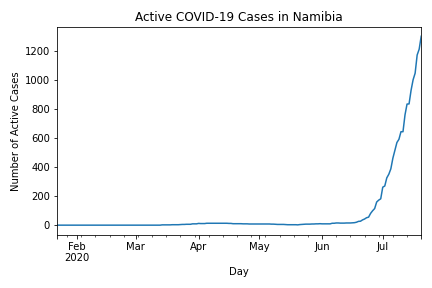 Active COVID-19 Cases in Namibia
Number of Active Cases
1200
1000
800
600
400
200
0
Feb Mar Apr May Jun Jul
2020
Day